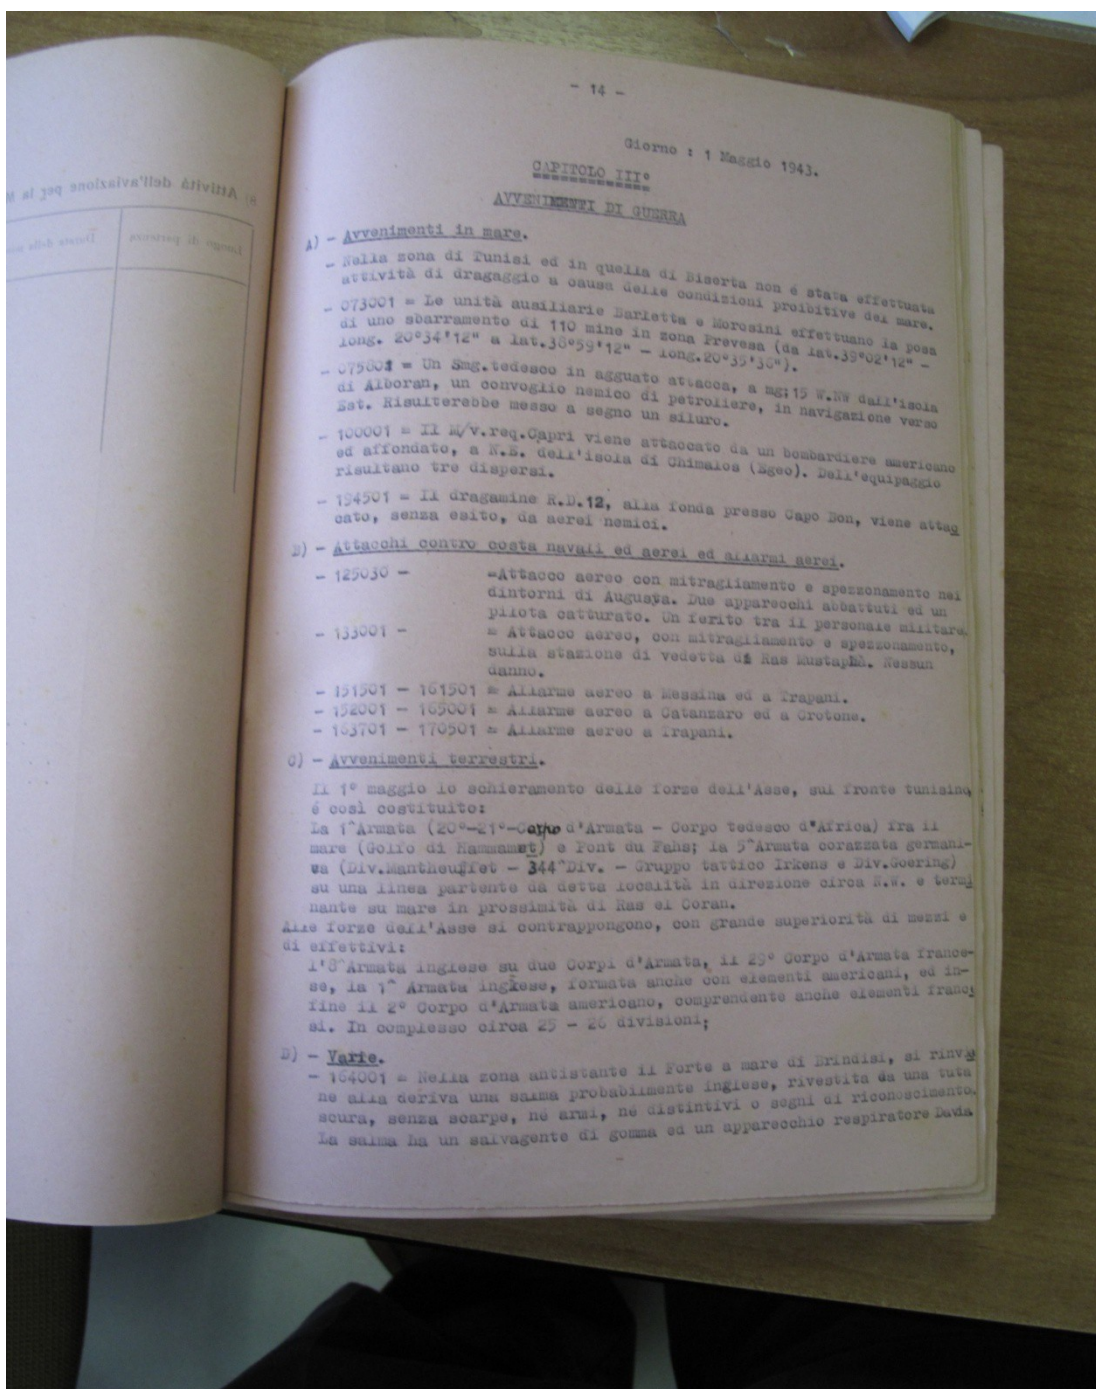 - 14 -
Giorno : 1 Maggio 1943.
CAPITOLO III°
AVVENIMENTI DI GUERRA
A) - Avvenimenti in mare.
- Nella zona di Tunisi ed in quella di Biserta non é stata effettuata
attività di dragaggio a causa delle condizioni proibitive del mare.
- 073001 = Le unità ausiliarie Barletta e Morosini effettuano la posa
di uno sbarramento di 110 mine in zona Prevesa (da lat.39°02'12" -
long. 20°34'12" a lat.38°59'12" - long.20°35'36").
- 075801 = Un Smg.tedesco in agguato attacca, a mg;15 W.NW dall'isola
di Alboran, un convoglio nemico di petroliere, in navigazione verso
Est. Risulterebbe messo a segno un siluro.
- 100001 = Il M/v.req.Capri viene attaccato da un bombardiere americano
ed affondato, a N.E. dell'isola di Chimalos (Egeo). Dell'equipaggio
risultano tre dispersi.
- 194501 = Il dragamine R.D.12, alla fonda presso Capo Bon, viene attac
cato, senza esito, da aerei nemici.
B) - Attacchi contro costa navali ed aerei ed allarmi aerei.
- 125030 - =Attacco aereo con mitragliamento e spezzonamento nei
dintorni di Augusta. Due apparecchi abbattuti ed un
pilota catturato. Un ferito tra il personale militare.
- 133001 - = Attacco aereo, con mitragliamento e spezzonamento,
sulla stazione di vedetta di Ras Mustaphà. Nessun
danno.
- 151501 - 161501 = Allarme aereo a Messina ed a Trapani.
- 152001 - 165001 = Allarme aereo a Catanzaro ed a Crotone.
- 163701 - 170501 = Allarme aereo a Trapani.
C) - Avvenimenti terrestri.
Il 1° maggio lo schieramento delle forze dell'Asse, sul fronte tunisino,
é così costituito:
La 1^Armata (20°-21°-Corpo d'Armata - Corpo tedesco d'Africa) fra il
mare (Golfo di Hammamet) e Pont du Fahs; la 5^Armata corazzata germani-
ca (Div.Mantheuffet - 344^Div. - Gruppo tattico Irkens e Div.Goering)
su una linea partente da detta località in direzione circa N.W. e termi
nante su mare in prossimità di Ras el Coran.
Alle forze dell'Asse si contrappongono, con grande superiorità di mezzi e
di effettivi:
l'8^Armata inglese su due Corpi d'Armata, il 29° Corpo d'Armata france-
se, la 1^ Armata inglese, formata anche con elementi americani, ed in-
fine il 2° Corpo d'Armata americano, comprendente anche elementi france
si. In complesso circa 25 - 26 divisioni;
D) - Varie.
- 164001 = Nella zona antistante il Forte a mare di Brindisi, si rinvie
ne alla deriva una salma probabilmente inglese, rivestita da una tuta
scura, senza scarpe, né armi, né distintivi o segni di riconoscimento.
La salma ha un salvagente di gomma ed un apparecchio respiratore Davis
8) Attività dell'aviazione per la M
Luogo di partenza
Durata della